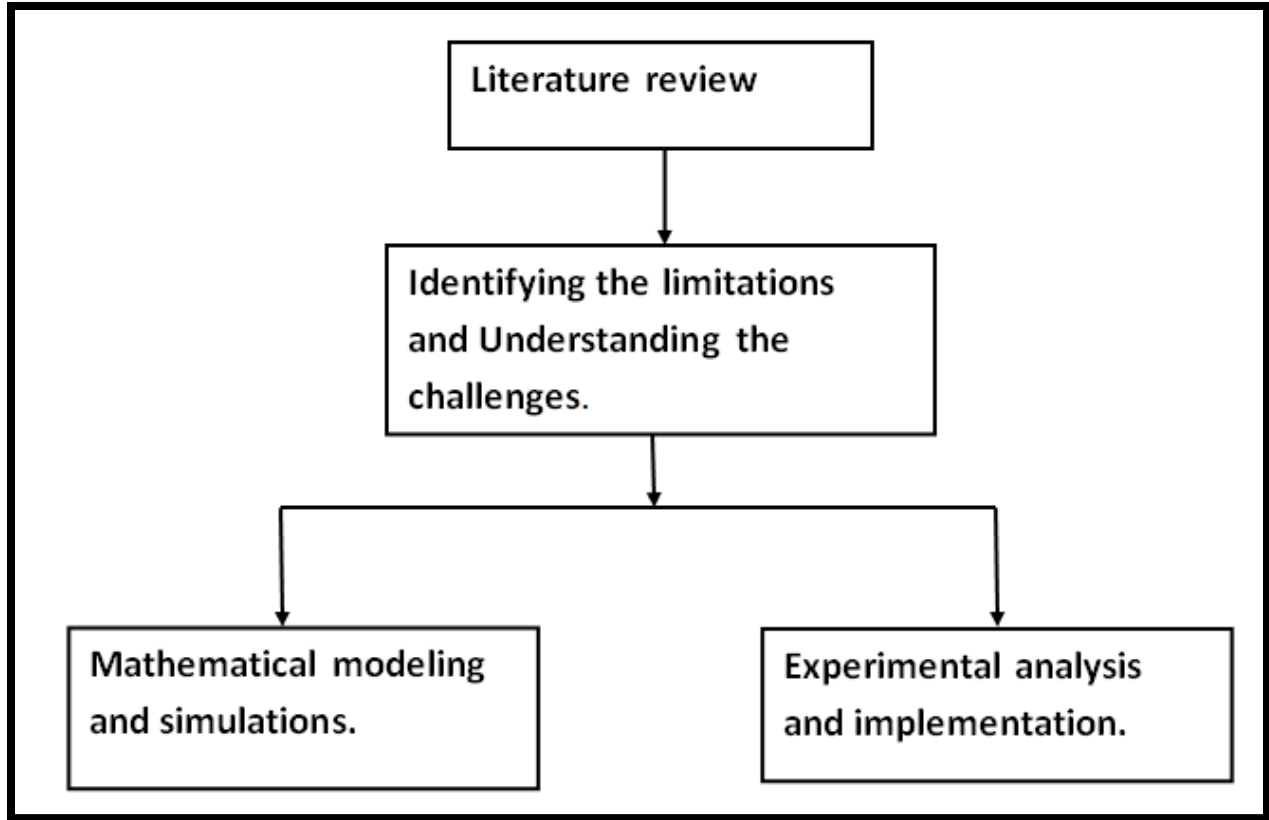 Literature review
Identifying the limitations
and Understanding the
challenges.
Mathematical modeling
and simulations.
Experimental analysis
and implementation.